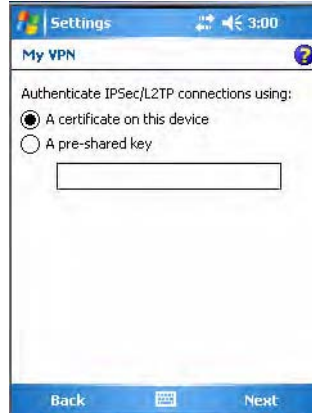 Settings 3:00
My VPN
?
Authenticate IPSec/L2TP connections using:
A certificate on this device
A pre-shared key
Back Next